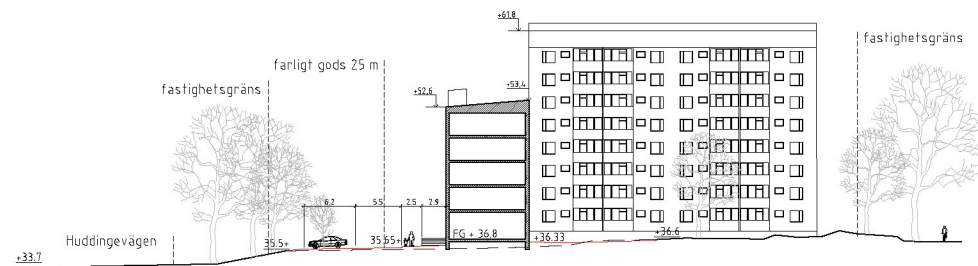 +61,8
fastighetsgräns
farligt gods 25 m
fastighetsgräns
+52,6
+53,4
6,2
5,5
2,5
2,9
FG + 36,8
Huddingevägen
35.5+
35,65+
+36.33
+36.6
+33.7